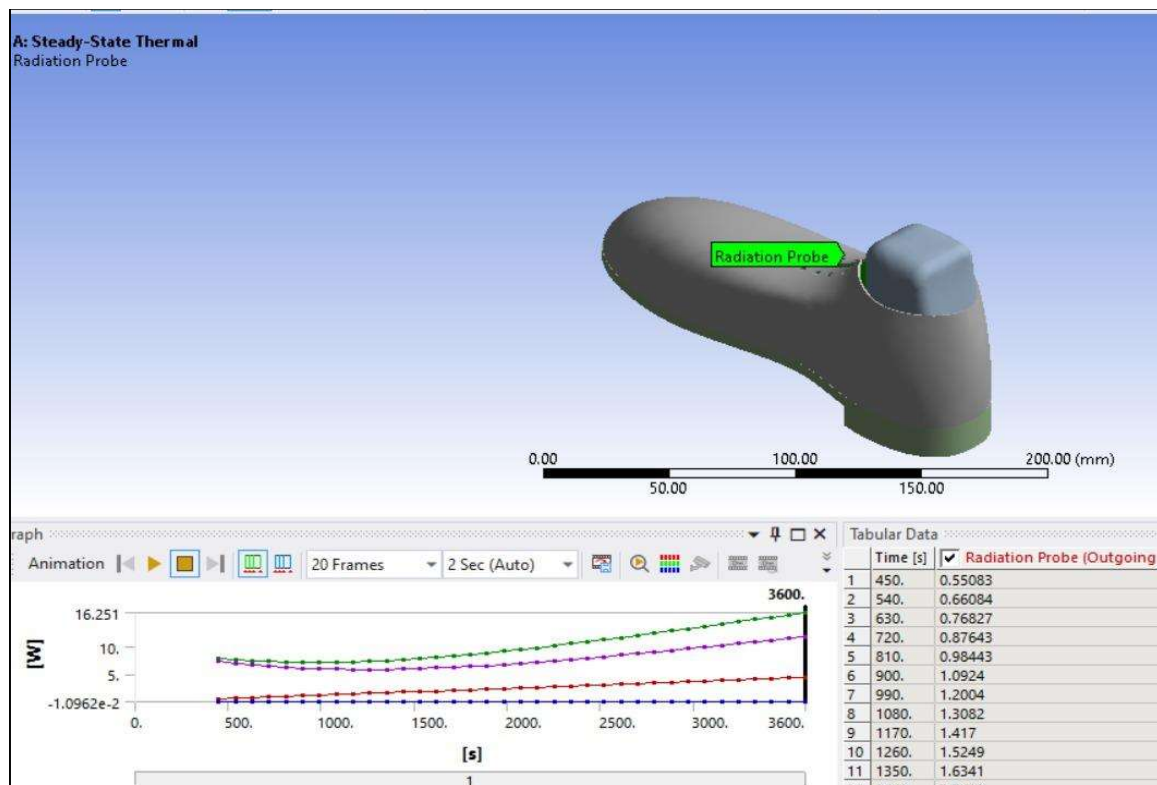 A: Steady-State Thermal
Radiation Probe
Radiation Probe
0.00 100.00 200.00 (mm)
50.00 150.00
raph
Animation 20 Frames 2 Sec (Auto)
3600.
16.251
10.
5.
-1.0962e-2
[W]
0. 500. 1000. 1500. 2000. 2500. 3000. 3600.
[s]
1
Tabular Data
Time [s] Radiation Probe (Outgoing
1 450. 0.55083
2 540. 0.66084
3 630. 0.76827
4 720. 0.87643
5 810. 0.98443
6 900. 1.0924
7 990. 1.2004
8 1080. 1.3082
9 1170. 1.417
10 1260. 1.5249
11 1350. 1.6341